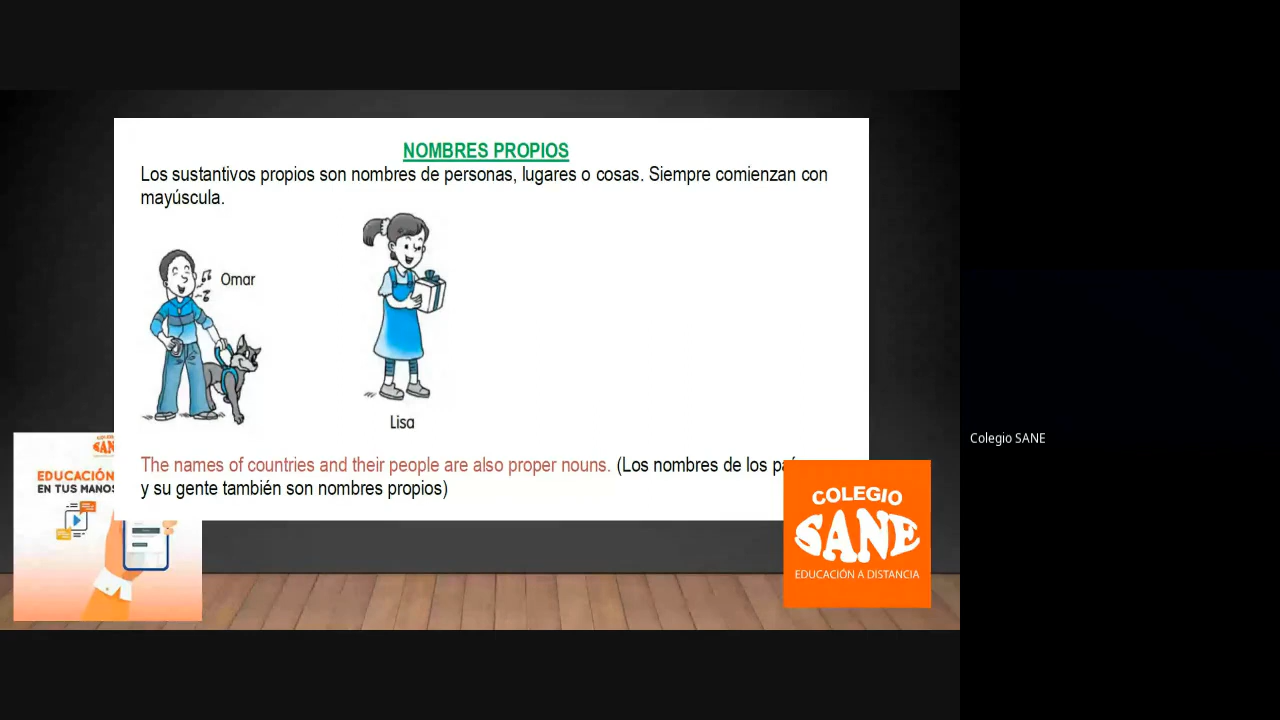 NOMBRES PROPIOS
Los sustantivos propios son nombres de personas, lugares o cosas. Siempre comienzan con
mayúscula.
Omar
Lisa
The names of countries and their people are also proper nouns. (Los nombres de los
y su gente también son nombres propios)
SANE
EDUCACIÓN
EN TUS MANOS
COLEGIO
SANE
EDUCACIÓN A DISTANCIA
Colegio SANE